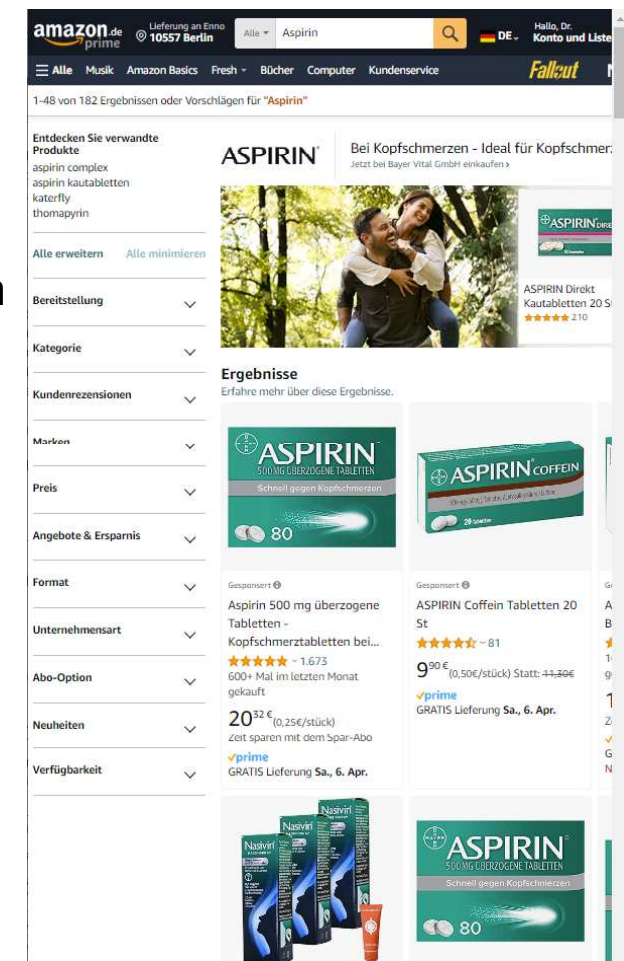 amazon.de
prime
Lieferung an Enno
10557 Berlin
Alle
Aspirin
DE
Hallo, Dr.
Konto und Liste
Alle Musik Amazon Basics Fresh Bücher Computer Kundenservice
Fallout
1-48 von 182 Ergebnissen oder Vorschlägen für "Aspirin"
Entdecken Sie verwandte
Produkte
aspirin complex
aspirin kautabletten
katerfly
thomapyrin
Alle erweitern Alle minimieren
Bereitstellung
Kategorie
Kundenrezensionen
Marken
Preis
Angebote & Ersparnis
Format
Unternehmensart
Abo-Option
Neuheiten
Verfügbarkeit
ASPIRIN
Bei Kopfschmerzen - Ideal für Kopfschmerz
Jetzt bei Bayer Vital GmbH einkaufen ›
ASPIRIN DIRE
ASPIRIN Direkt
Kautabletten 20 S
210
Ergebnisse
Erfahre mehr über diese Ergebnisse.
ASPIRIN
500 MG ÜBERZOGENE TABLETTEN
Schnell gegen Kopfschmerzen
80
Gesponsert
Aspirin 500 mg überzogene
Tabletten -
Kopfschmerztabletten bei...
1.673
600+ Mal im letzten Monat
gekauft
20,32 € (0,25€/stück)
Zeit sparen mit dem Spar-Abo
prime
GRATIS Lieferung Sa., 6. Apr.
ASPIRIN COFFEIN
20 Tabletten
Gesponsert
ASPIRIN Coffein Tabletten 20
St
81
9,90 € (0,50€/stück) Statt: 11,30€
prime
GRATIS Lieferung Sa., 6. Apr.
Nasivin
Nasivin
Nasivin
ASPIRIN
500 MG ÜBERZOGENE TABLETTEN
Schnell gegen Kopfschmerzen
80